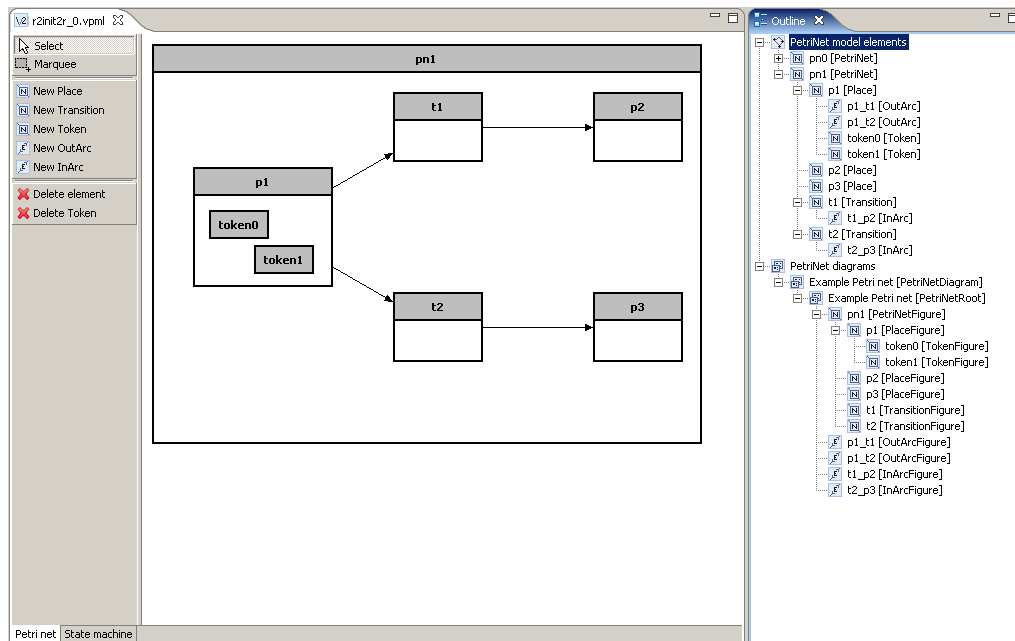 r2init2r_0.vpml
Select
Marquee
New Place
New Transition
New Token
New OutArc
New InArc
Delete element
Delete Token
pn1
t1
p2
p1
token0
token1
t2
p3
Petri net
State machine
Outline
PetriNet model elements
pn0 [PetriNet]
pn1 [PetriNet]
p1 [Place]
p1_t1 [OutArc]
p1_t2 [OutArc]
token0 [Token]
token1 [Token]
p2 [Place]
p3 [Place]
t1 [Transition]
t1_p2 [InArc]
t2 [Transition]
t2_p3 [InArc]
PetriNet diagrams
Example Petri net [PetriNetDiagram]
Example Petri net [PetriNetRoot]
pn1 [PetriNetFigure]
p1 [PlaceFigure]
token0 [TokenFigure]
token1 [TokenFigure]
p2 [PlaceFigure]
p3 [PlaceFigure]
t1 [TransitionFigure]
t2 [TransitionFigure]
p1_t1 [OutArcFigure]
p1_t2 [OutArcFigure]
t1_p2 [InArcFigure]
t2_p3 [InArcFigure]